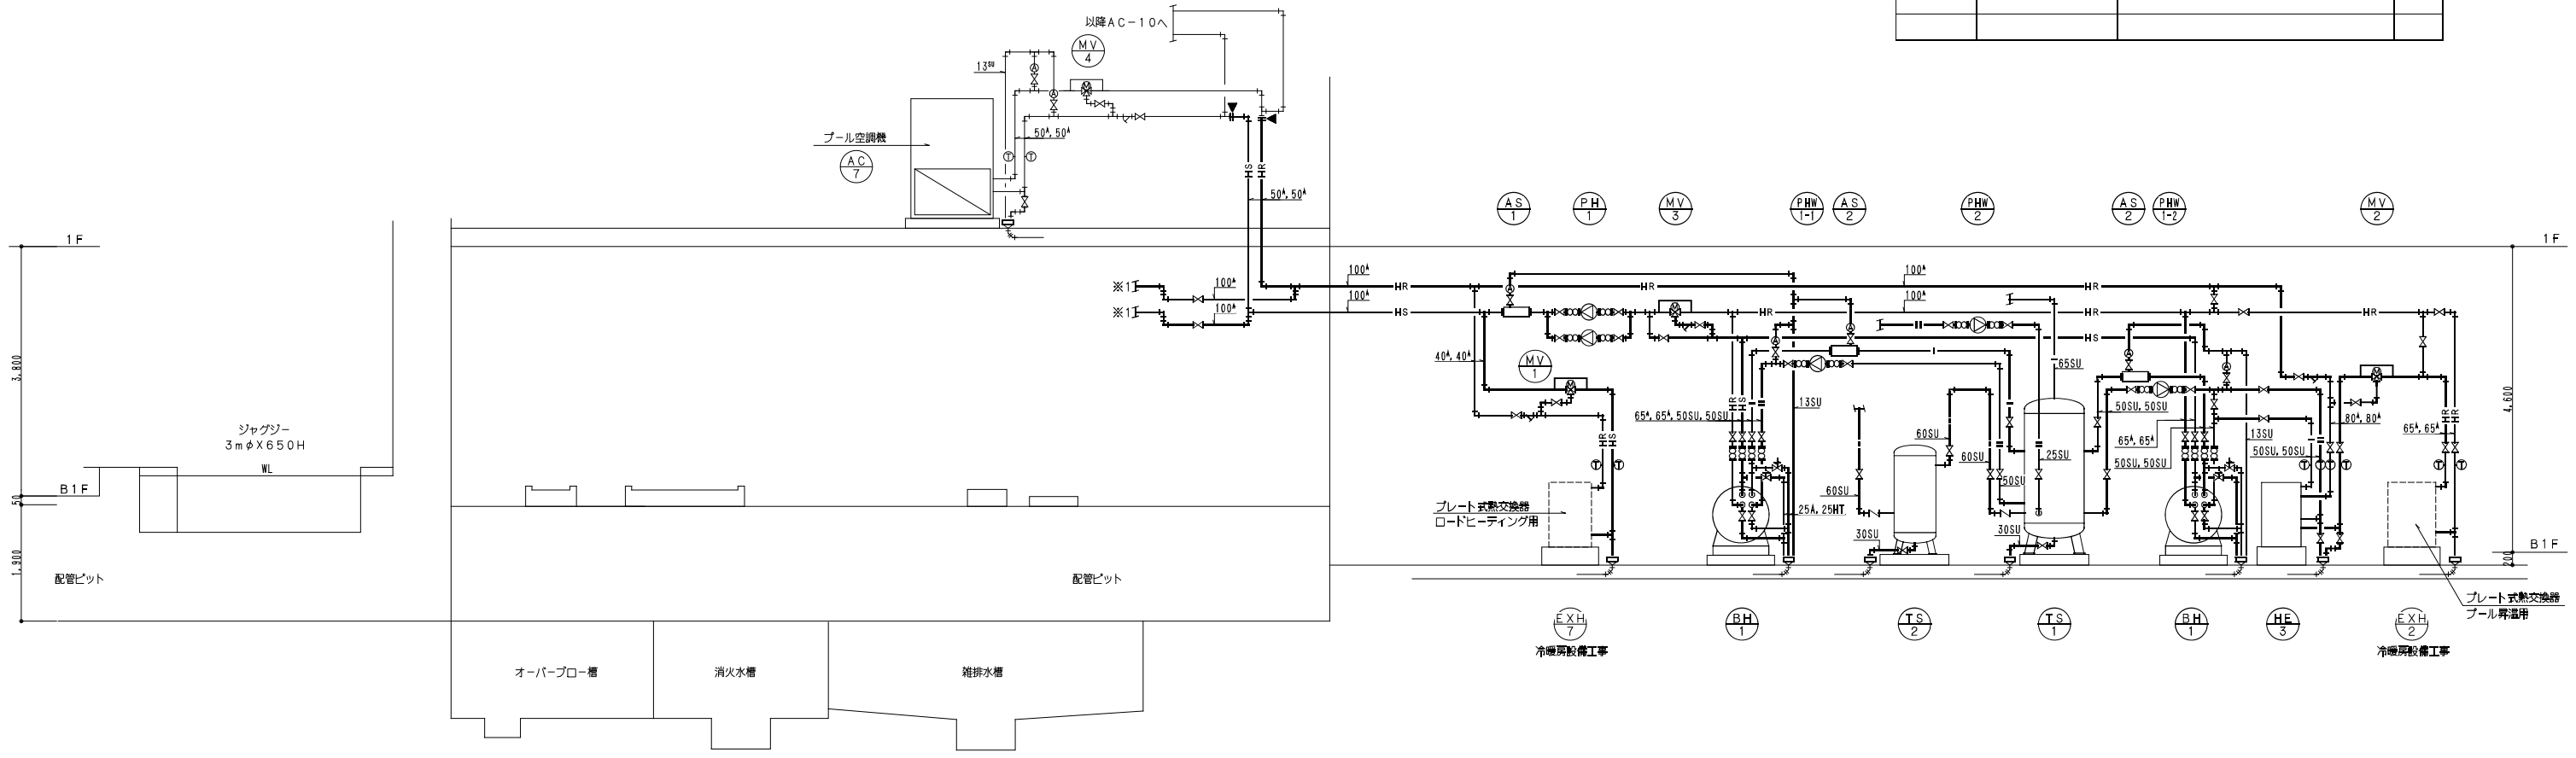 以降AC-10へ
MV
4
13SU
プール空調機
AC
7
50A,50A
HS
HR
50A,50A
AS
1
PH
1
MV
3
PHW
1-1
AS
2
PHW
2
AS
2
PHW
1-2
MV
2
1F
1F
※1
100A
※1
100A
100A
HR
100A
HS
HR
100A
HR
100A
HR
HR
HR
HS
40A,40A
MV
1
65A,65A,50SU,50SU
HR
HS
13SU
65SU
60SU
60SU
60SU
50SU
25SU
50SU,50SU
65A,65A
50SU,50SU
13SU
50SU,50SU
80A,80A
65A,65A
HR
HR
HR
HS
25A,25HT
30SU
30SU
3,800
50
1,900
4,600
200
ジャグジー
3mφX650H
WL
B1F
B1F
配管ピット
配管ピット
プレート式熱交換器
ロードヒーティング用
プレート式熱交換器
プール昇温用
EXH
7
冷暖房設備工事
BH
1
TS
2
TS
1
BH
1
HE
3
EXH
2
冷暖房設備工事
オーバーブロー槽
消火水槽
雑排水槽